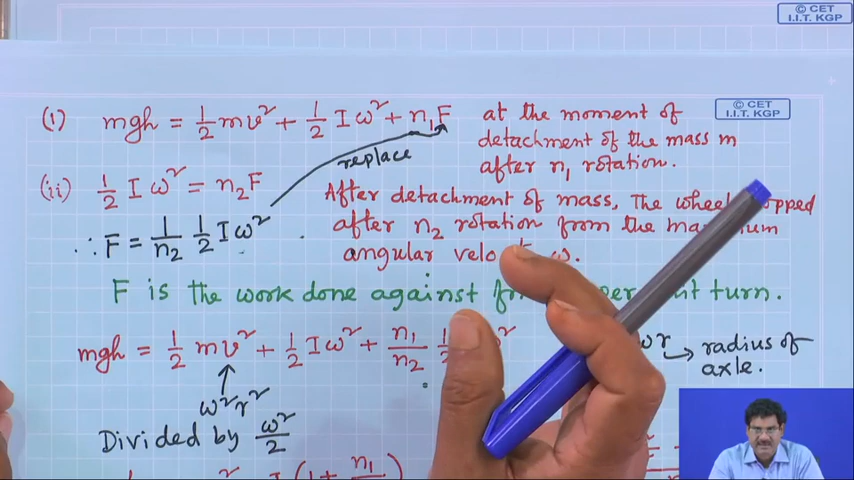 © CET
I.I.T. KGP
© CET
I.I.T. KGP
(i) mgh = 1/2 mv² + 1/2 Iω² + n₁F
at the moment of
detachment of the mass m
after n₁ rotation.
replace
(ii) 1/2 Iω² = n₂F
After detachment of mass, The wheel
after n₂ rotation from the
angular ω.
∴ F = 1/n₂ 1/2 Iω²
F is the work done against turn.
mgh = 1/2 mv² + 1/2 Iω² + n₁/n₂
ωr → radius of
axle.
ω²r²
Divided by ω²/2